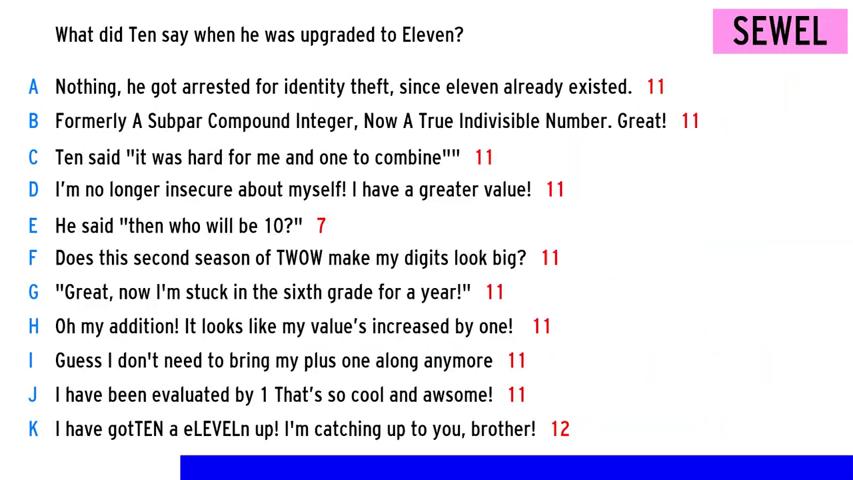 What did Ten say when he was upgraded to Eleven?
SEWEL
A Nothing, he got arrested for identity theft, since eleven already existed. 11
B Formerly A Subpar Compound Integer, Now A True Indivisible Number. Great! 11
C Ten said "it was hard for me and one to combine"" 11
D I'm no longer insecure about myself! I have a greater value! 11
E He said "then who will be 10?" 7
F Does this second season of TWOW make my digits look big? 11
G "Great, now I'm stuck in the sixth grade for a year!" 11
H Oh my addition! It looks like my value's increased by one! 11
I Guess I don't need to bring my plus one along anymore 11
J I have been evaluated by 1 That's so cool and awsome! 11
K I have gotTEN a eLEVELn up! I'm catching up to you, brother! 12